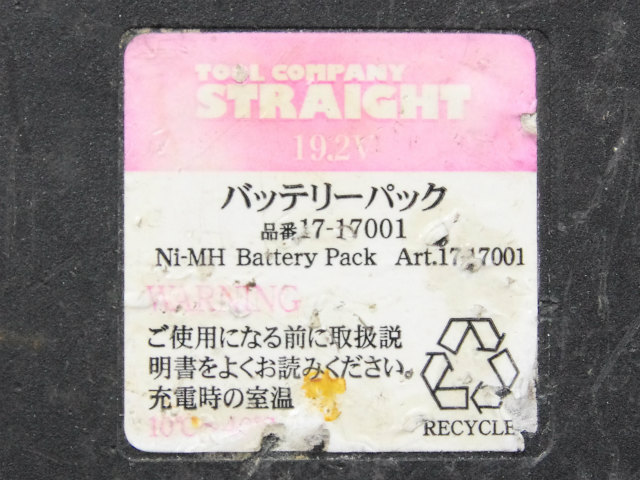 TOOL COMPANY
STRAIGHT
19.2V
バッテリーパック
品番17-17001
Ni-MH Battery Pack Art.17-17001
WARNING
ご使用になる前に取扱説
明書をよくお読みください。
充電時の室温
10℃～40℃
RECYCLE